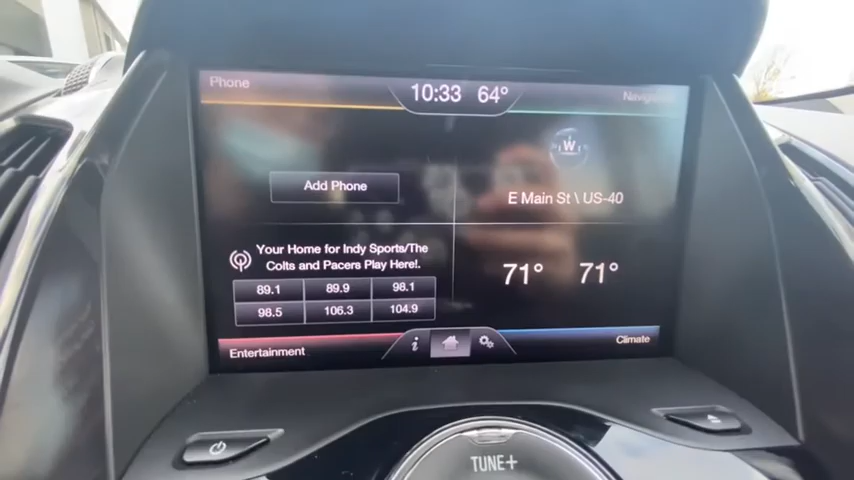 Phone
10:33 64°
Navigation
W
Add Phone
E Main St \ US-40
Your Home for Indy Sports/The
Colts and Pacers Play Here!.
89.1 89.9 98.1
98.5 106.3 104.9
71° 71°
Entertainment
i
Climate
TUNE+